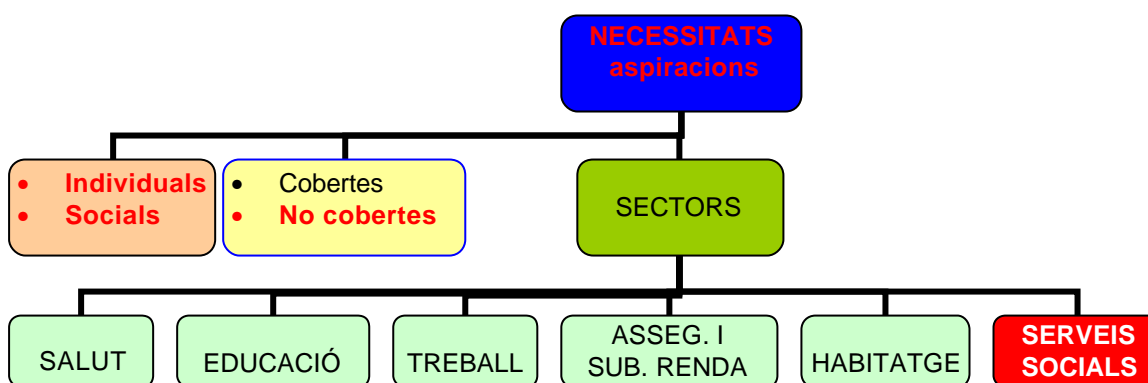 NECESSITATS
aspiracions
• Individuals
• Socials
• Cobertes
• No cobertes
SECTORS
SALUT
EDUCACIÓ
TREBALL
ASSEG. I
SUB. RENDA
HABITATGE
SERVEIS
SOCIALS